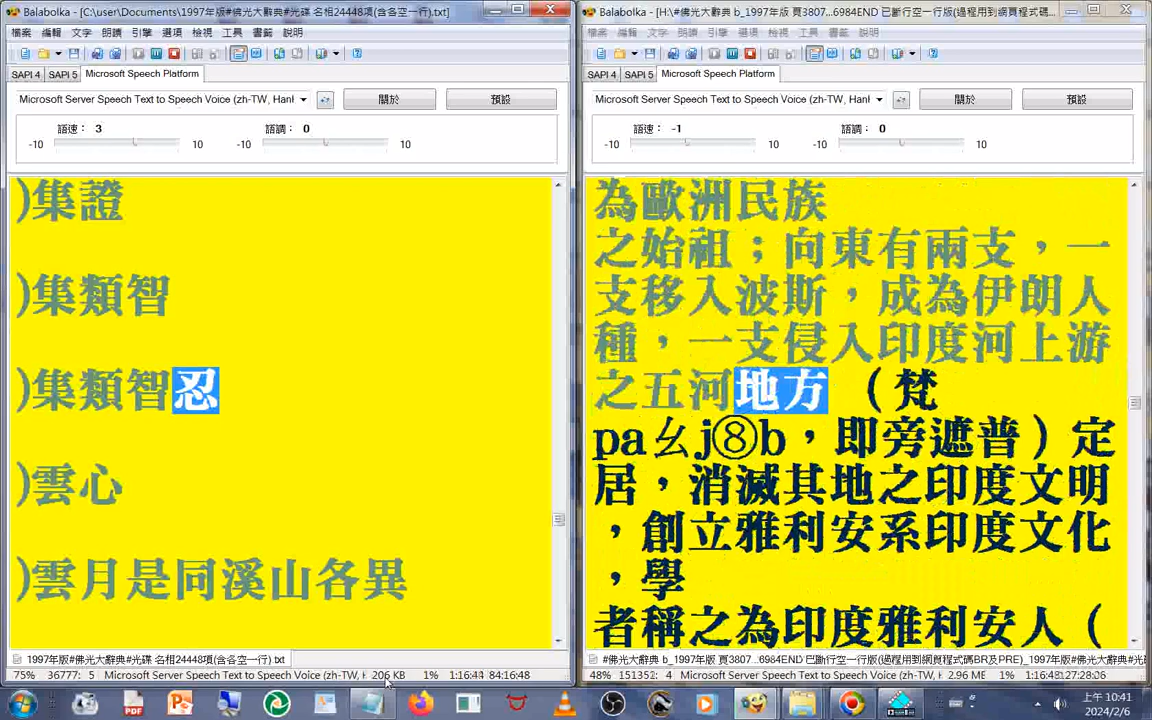 Balabolka - [C:\user\Documents\1997年版#佛光大辭典#光碟 名相24448項(含各空一行).txt]
檔案 編輯 文字 朗讀 引擎 選項 檢視 工具 書籤 說明
SAPI 4 SAPI 5 Microsoft Speech Platform
Microsoft Server Speech Text to Speech Voice (zh-TW, Hanl
關於
預設
語速： 3
語調： 0
-10 10 -10 10
)集證
)集類智
)集類智忍
)雲心
)雲月是同溪山各異
1997年版#佛光大辭典#光碟 名相24448項(含各空一行).txt
75% 36777: 5 Microsoft Server Speech Text to Speech Voice (zh-TW, H 206 KB 1% 1:16:44 84:16:48
Balabolka - [H:\#佛光大辭典 b_1997年版 頁3807...6984END 已斷行空一行版(過程用到網頁程式碼...
檔案 編輯 文字 朗讀 引擎 選項 檢視 工具 書籤 說明
SAPI 4 SAPI 5 Microsoft Speech Platform
Microsoft Server Speech Text to Speech Voice (zh-TW, Hanl
關於
預設
語速： -1
語調： 0
-10 10 -10 10
為歐洲民族
之始祖；向東有兩支，一
支移入波斯，成為伊朗人
種，一支侵入印度河上游
之五河地方（梵
pa幺j⑧b，即旁遮普）定
居，消滅其地之印度文明
，創立雅利安系印度文化
，學
者稱之為印度雅利安人（
#佛光大辭典 b_1997年版 頁3807...6984END 已斷行空一行版(過程用到網頁程式碼BR及PRE)_1997年版#光
48% 151352: 4 Microsoft Server Speech Text to Speech Voice (zh-TW, H 2.96 MB 1% 1:16:48 127:28:06
上午 10:41
2024/2/6